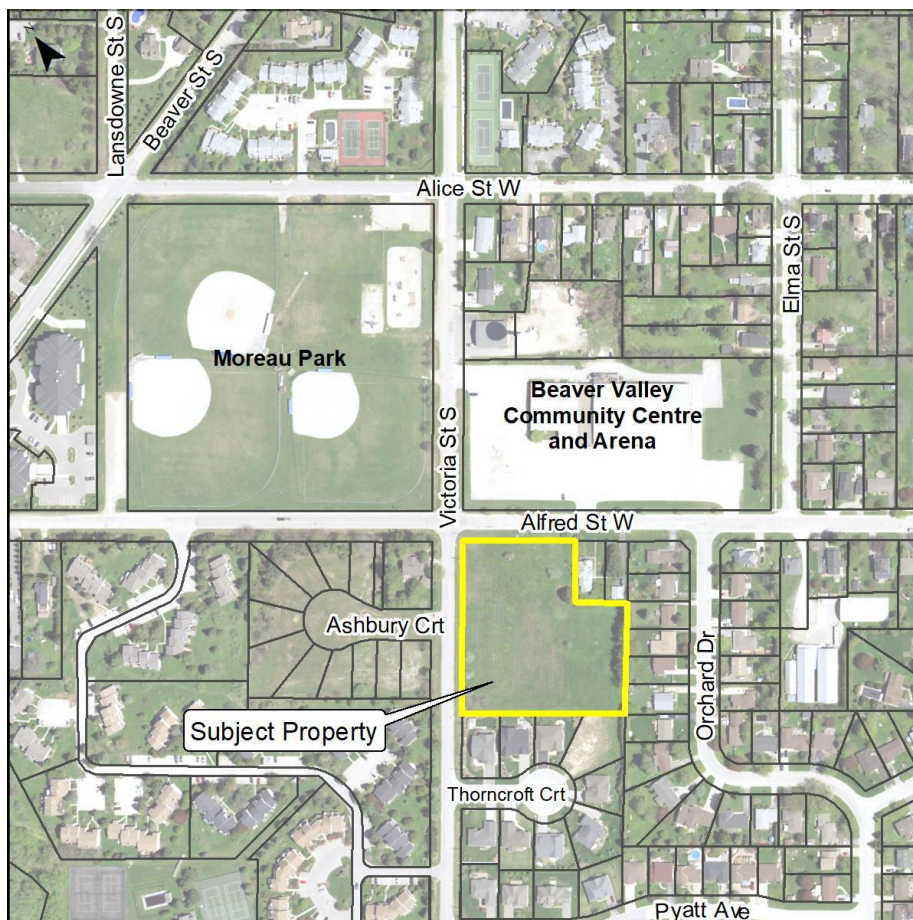 N
Lansdowne St S
Beaver St S
Alice St W
Elma St S
Moreau Park
Beaver Valley
Community Centre
and Arena
Victoria St S
Alfred St W
Ashbury Crt
Orchard Dr
Subject Property
Thorncroft Crt
Pyatt Ave